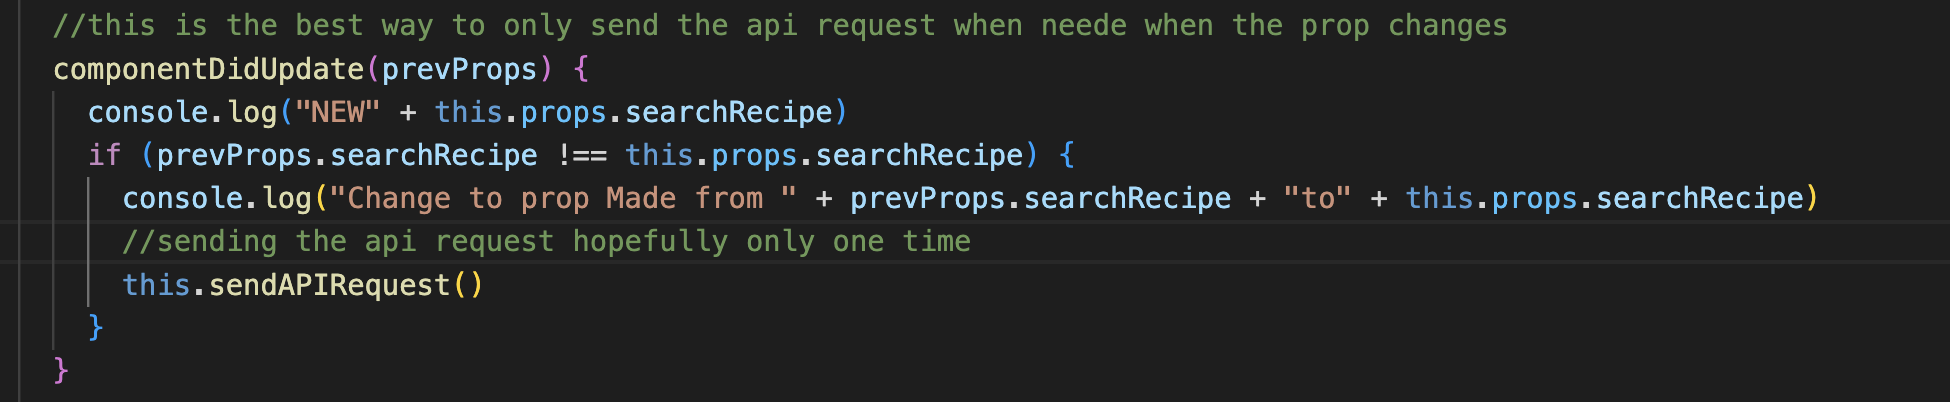 //this is the best way to only send the api request when neede when the prop changes
componentDidUpdate(prevProps) {
console.log("NEW" + this.props.searchRecipe)
if (prevProps.searchRecipe !== this.props.searchRecipe) {
console.log("Change to prop Made from " + prevProps.searchRecipe + "to" + this.props.searchRecipe)
//sending the api request hopefully only one time
this.sendAPIRequest()
}
}